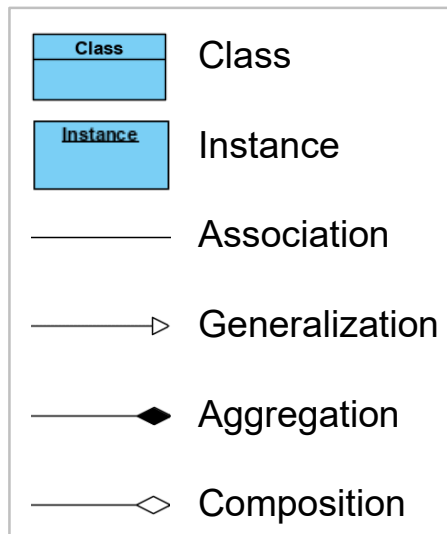 Class
Class
Instance
Instance
Association
Generalization
Aggregation
Composition